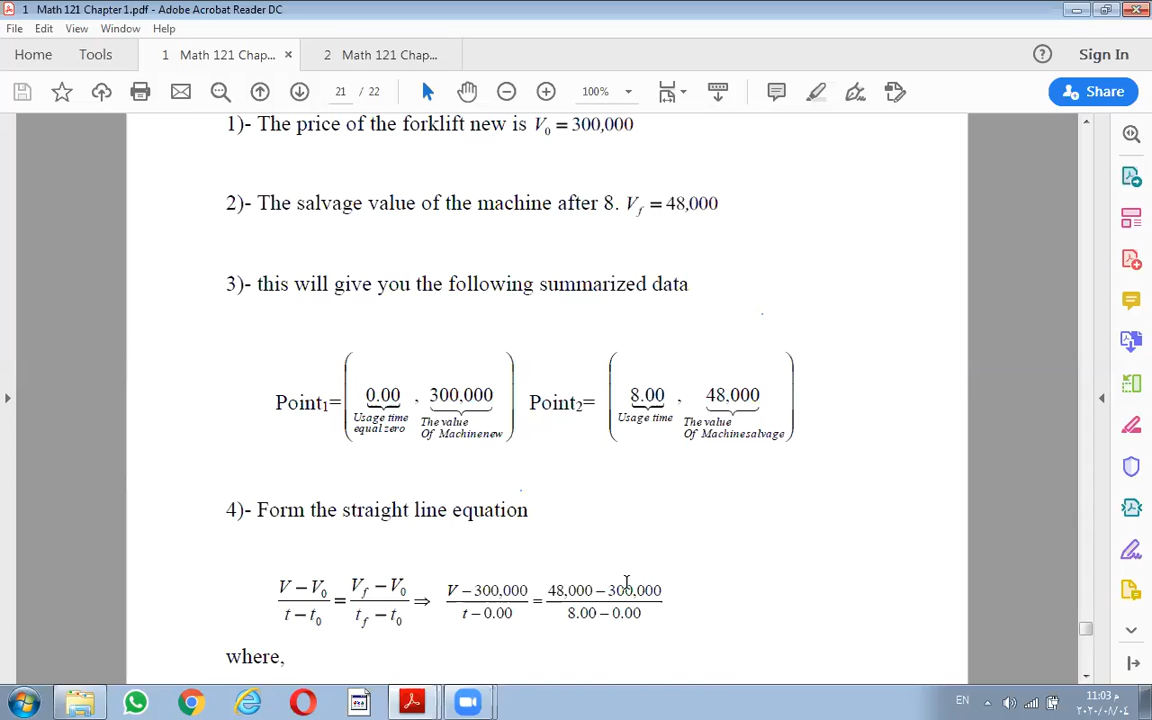 1 Math 121 Chapter 1.pdf - Adobe Acrobat Reader DC
File Edit View Window Help
Home Tools 1 Math 121 Chap... × 2 Math 121 Chap... Sign In
21 / 22 100% Share
1)- The price of the forklift new is V₀ = 300,000
2)- The salvage value of the machine after 8. V_f = 48,000
3)- this will give you the following summarized data
Point₁= ( 0.00 , 300,000 ) Point₂= ( 8.00 , 48,000 )
Usage time The value Usage time The value
equal zero Of Machinenew Of Machinesalvage
4)- Form the straight line equation
(V − V₀)/(t − t₀) = (V_f − V₀)/(t_f − t₀) ⇒ (V − 300,000)/(t − 0.00) = (48,000 − 300,000)/(8.00 − 0.00)
where,
EN 11:03 م
٢٠٢٠/٠٨/٠٤